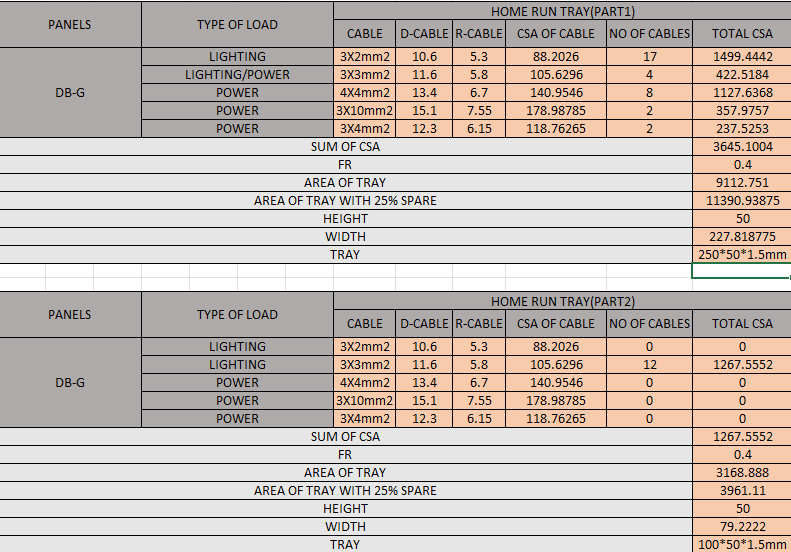 PANELS TYPE OF LOAD HOME RUN TRAY(PART1)
CABLE D-CABLE R-CABLE CSA OF CABLE NO OF CABLES TOTAL CSA
DB-G
LIGHTING 3X2mm2 10.6 5.3 88.2026 17 1499.4442
LIGHTING/POWER 3X3mm2 11.6 5.8 105.6296 4 422.5184
POWER 4X4mm2 13.4 6.7 140.9546 8 1127.6368
POWER 3X10mm2 15.1 7.55 178.98785 2 357.9757
POWER 3X4mm2 12.3 6.15 118.76265 2 237.5253
SUM OF CSA 3645.1004
FR 0.4
AREA OF TRAY 9112.751
AREA OF TRAY WITH 25% SPARE 11390.93875
HEIGHT 50
WIDTH 227.818775
TRAY 250*50*1.5mm
PANELS TYPE OF LOAD HOME RUN TRAY(PART2)
CABLE D-CABLE R-CABLE CSA OF CABLE NO OF CABLES TOTAL CSA
DB-G
LIGHTING 3X2mm2 10.6 5.3 88.2026 0 0
LIGHTING 3X3mm2 11.6 5.8 105.6296 12 1267.5552
POWER 4X4mm2 13.4 6.7 140.9546 0 0
POWER 3X10mm2 15.1 7.55 178.98785 0 0
POWER 3X4mm2 12.3 6.15 118.76265 0 0
SUM OF CSA 1267.5552
FR 0.4
AREA OF TRAY 3168.888
AREA OF TRAY WITH 25% SPARE 3961.11
HEIGHT 50
WIDTH 79.2222
TRAY 100*50*1.5mm